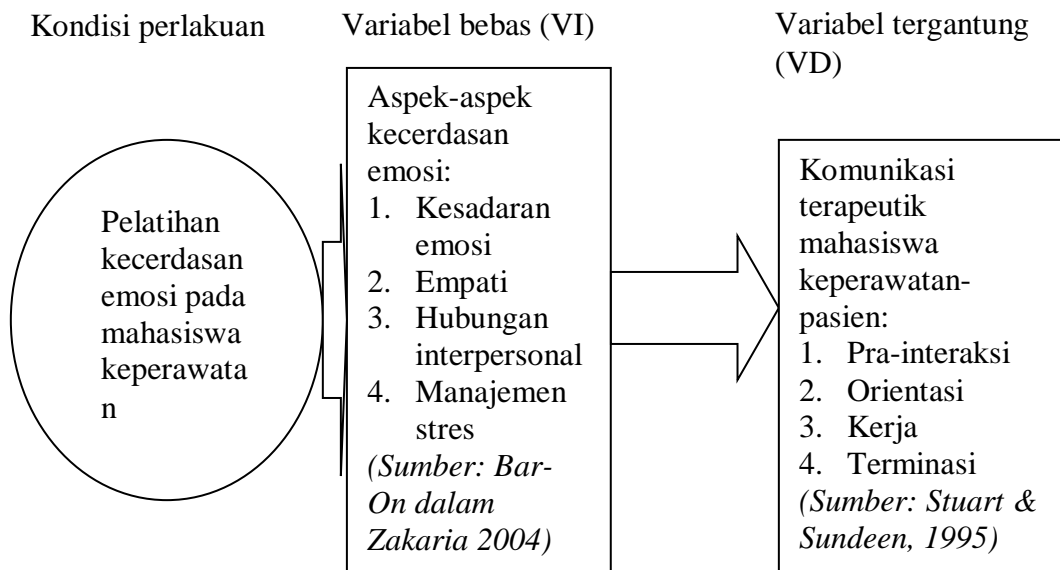 Kondisi perlakuan
Variabel bebas (VI)
Variabel tergantung
(VD)
Pelatihan
kecerdasan
emosi pada
mahasiswa
keperawata
n
Aspek-aspek
kecerdasan
emosi:
1. Kesadaran
emosi
2. Empati
3. Hubungan
interpersonal
4. Manajemen
stres
(Sumber: Bar-
On dalam
Zakaria 2004)
Komunikasi
terapeutik
mahasiswa
keperawatan-
pasien:
1. Pra-interaksi
2. Orientasi
3. Kerja
4. Terminasi
(Sumber: Stuart &
Sundeen, 1995)